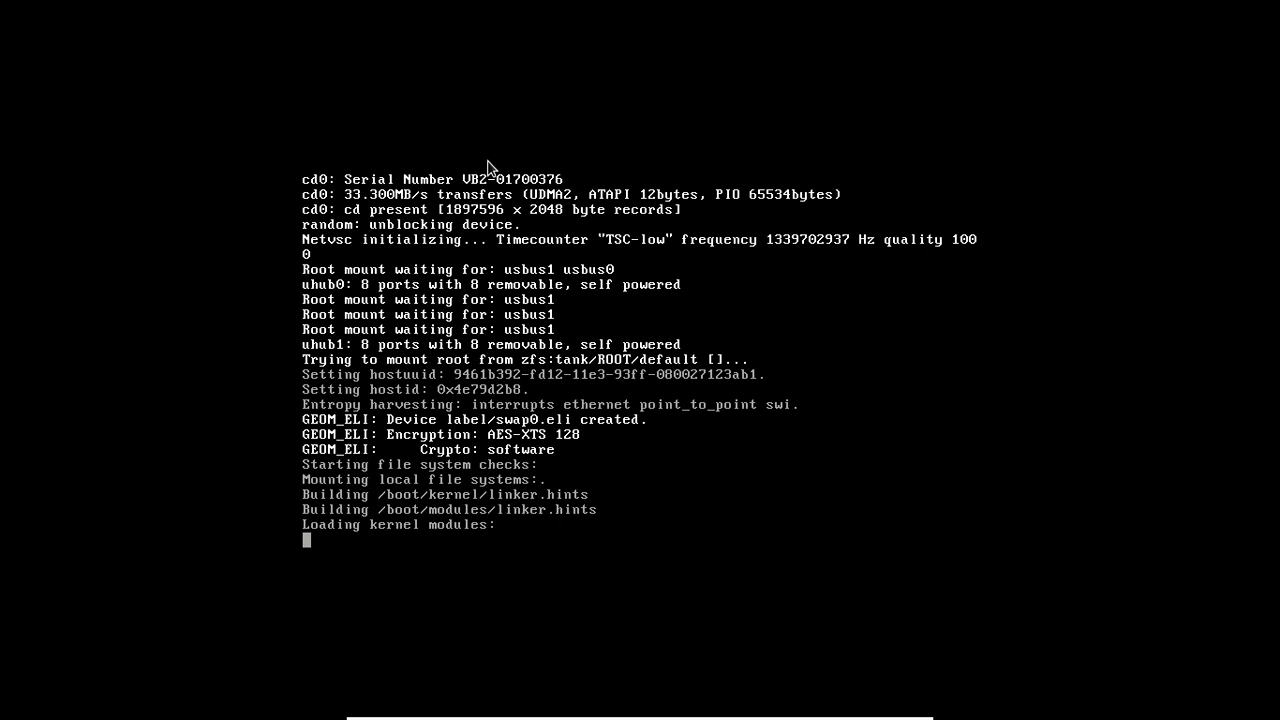 cd0: Serial Number VB2-01700376
cd0: 33.300MB/s transfers (UDMA2, ATAPI 12bytes, PIO 65534bytes)
cd0: cd present [1897596 x 2048 byte records]
random: unblocking device.
Netvsc initializing... Timecounter "TSC-low" frequency 1339702937 Hz quality 100
0
Root mount waiting for: usbus1 usbus0
uhub0: 8 ports with 8 removable, self powered
Root mount waiting for: usbus1
Root mount waiting for: usbus1
Root mount waiting for: usbus1
uhub1: 8 ports with 8 removable, self powered
Trying to mount root from zfs:tank/ROOT/default []...
Setting hostuuid: 9461b392-fd12-11e3-93ff-080027123ab1.
Setting hostid: 0x4e79d2b8.
Entropy harvesting: interrupts ethernet point_to_point swi.
GEOM_ELI: Device label/swap0.eli created.
GEOM_ELI: Encryption: AES-XTS 128
GEOM_ELI:     Crypto: software
Starting file system checks:
Mounting local file systems:.
Building /boot/kernel/linker.hints
Building /boot/modules/linker.hints
Loading kernel modules: